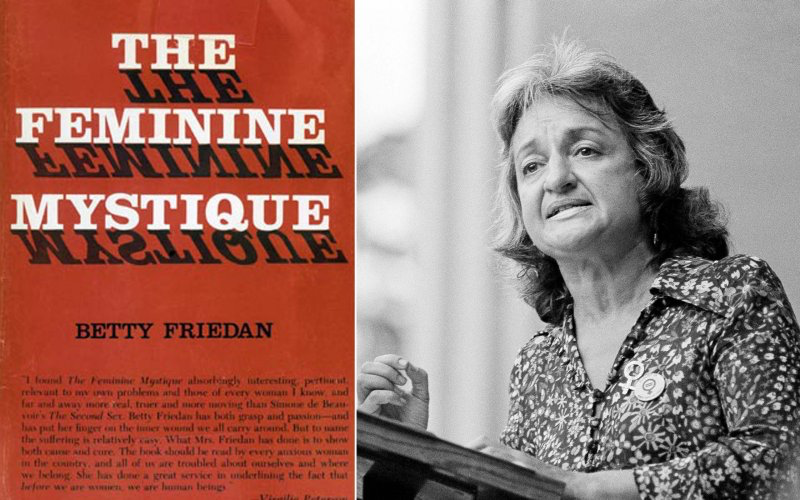 THE
FEMININE
MYSTIQUE
BETTY FRIEDAN
"I found The Feminine Mystique absorbingly interesting, pertinent,
relevant to my own problems and those of every woman I know, and
far and away more real, truer and more moving than Simone de Beau-
voir's The Second Sex. Betty Friedan has both grasp and passion—and
has put her finger on the inner wound we all carry around. But to name
the suffering is relatively easy. What Mrs. Friedan has done is to show
both cause and cure. The book should be read by every anxious woman
in the country, and all of us are troubled about ourselves and where
we belong. She has done a great service in underlining the fact that
before we are women, we are human beings"